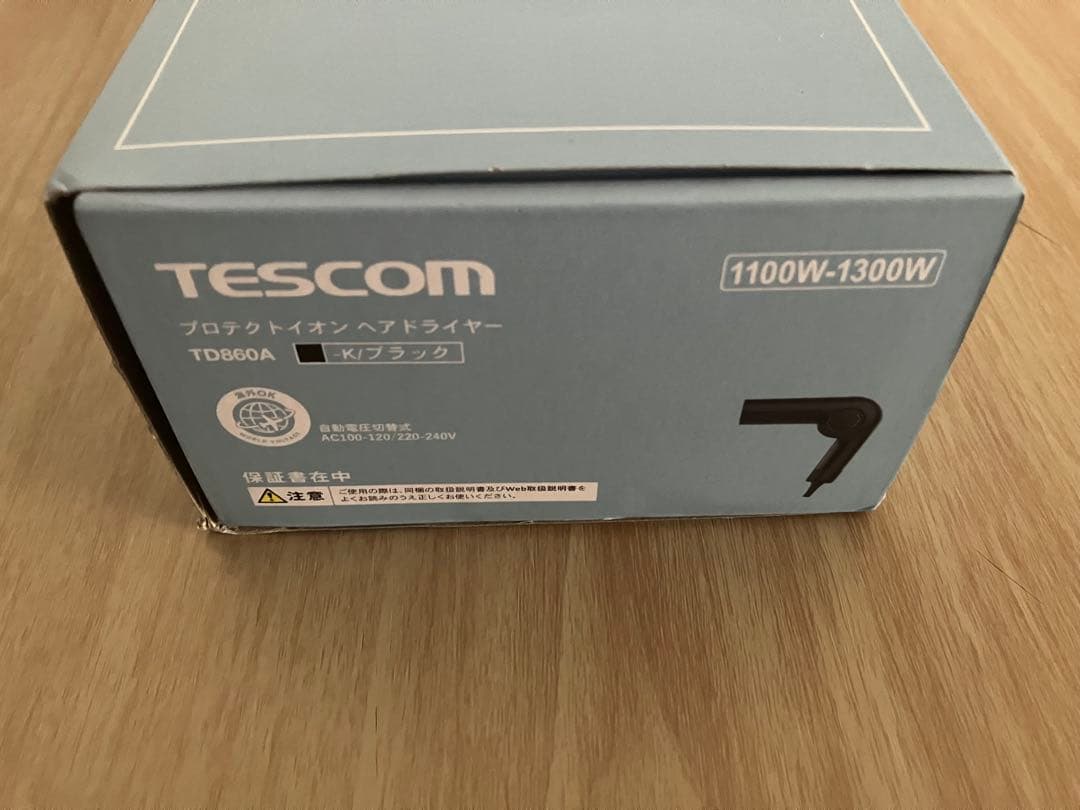 TESCOM
1100W-1300W
プロテクトイオン ヘアドライヤー
TD860A -K/ブラック
海外OK
WORLD VOLTAGE
自動電圧切替式
AC100-120/220-240V
保証書在中
注意
ご使用の際は、同梱の取扱説明書及びWeb取扱説明書を
よくお読みのうえ正しくお使いください。